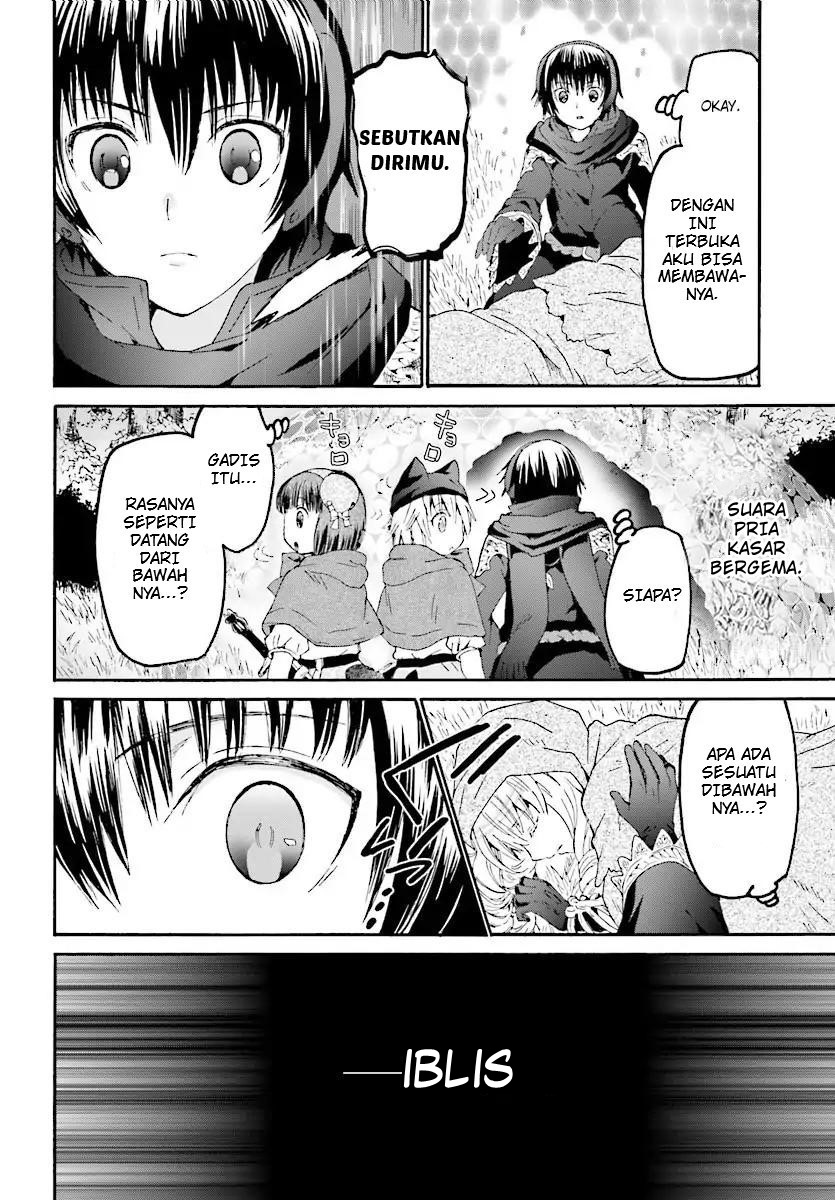 OKAY.
DENGAN
INI
TERBUKA
AKU BISA
MEMBAWA-
NYA.
SEBUTKAN
DIRIMU.
SUARA
PRIA
KASAR
BERGEMA.
SIAPA?
キョロ
キョロ
GADIS
ITU...
RASANYA
SEPERTI
DATANG
DARI
BAWAH
NYA...?
APA ADA
SESUATU
DIBAWAH
NYA...?
—IBLIS